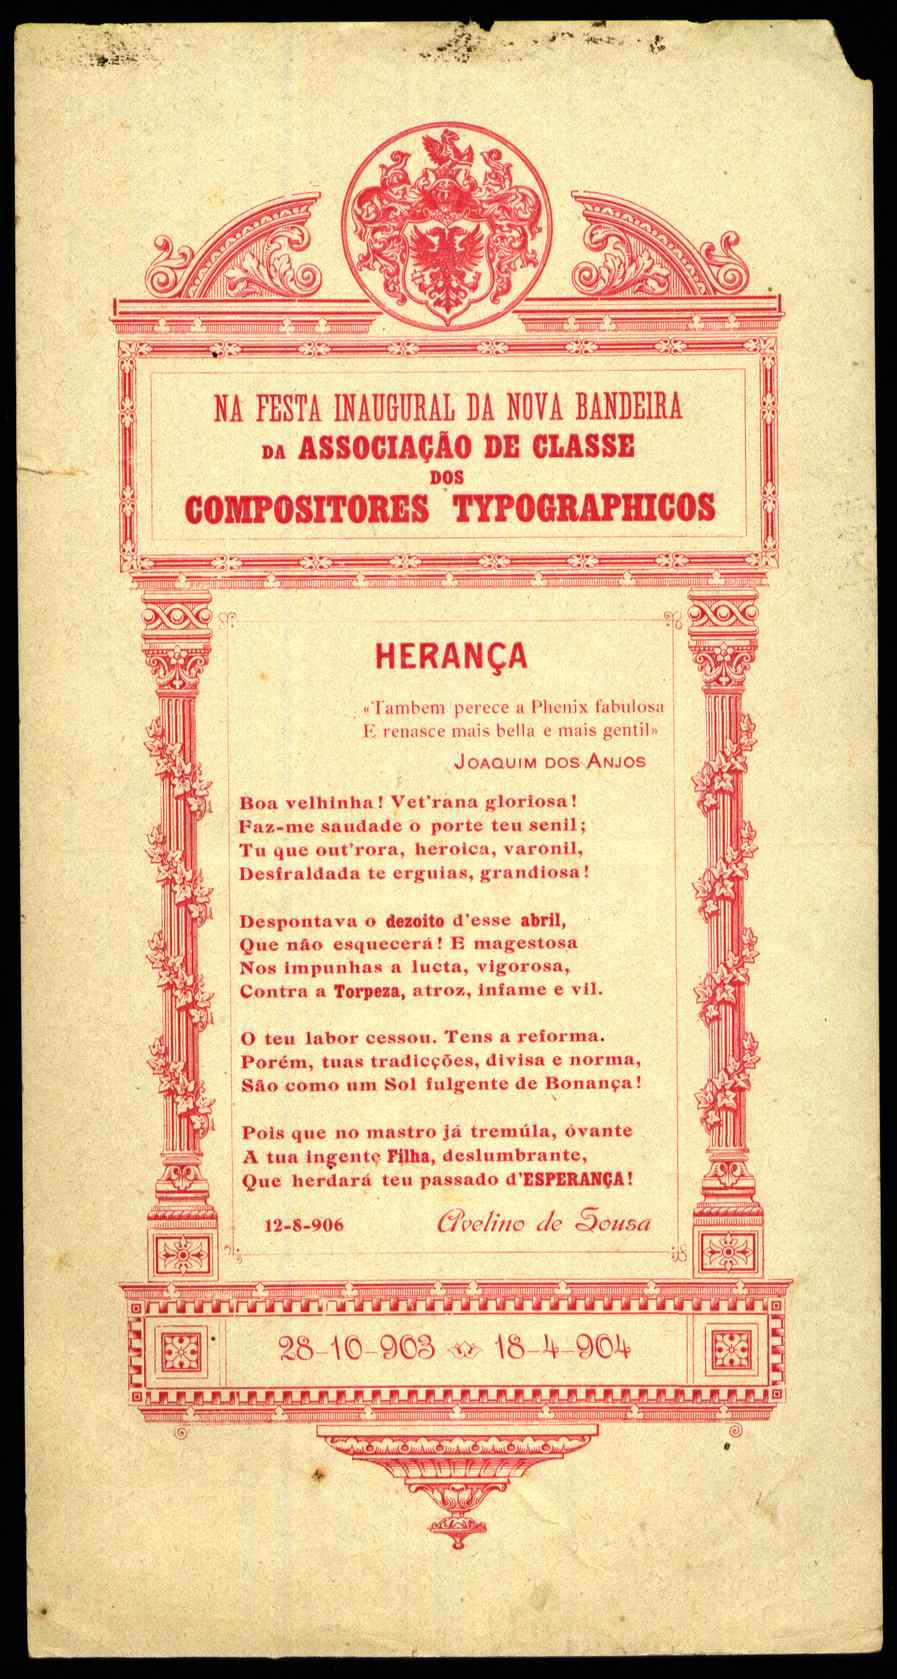 NA FESTA INAUGURAL DA NOVA BANDEIRA
DA ASSOCIAÇÃO DE CLASSE
DOS
COMPOSITORES TYPOGRAPHICOS
HERANÇA
«Tambem perece a Phenix fabulosa
E renasce mais bella e mais gentil»
JOAQUIM DOS ANJOS
Boa velhinha! Vet'rana gloriosa!
Faz-me saudade o porte teu senil;
Tu que out'rora, heroica, varonil,
Desfraldada te erguias, grandiosa!
Despontava o dezoito d'esse abril,
Que não esquecerá! E magestosa
Nos impunhas a lucta, vigorosa,
Contra a Torpeza, atroz, infame e vil.
O teu labor cessou. Tens a reforma.
Porém, tuas tradicções, divisa e norma,
São como um Sol fulgente de Bonança!
Pois que no mastro já tremúla, óvante
A tua ingente Filha, deslumbrante,
Que herdará teu passado d'ESPERANÇA!
12-8-906 Avelino de Sousa
28-10-903 18-4-904